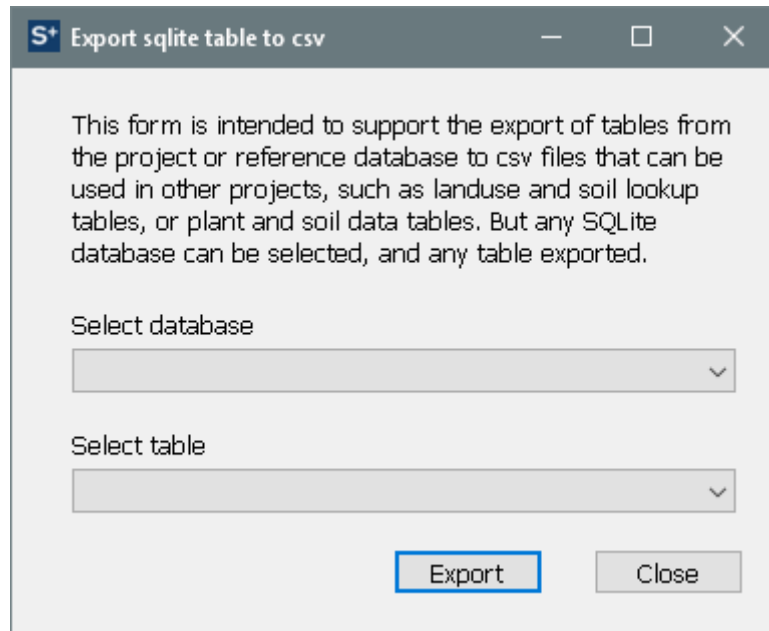 S+ Export sqlite table to csv
This form is intended to support the export of tables from
the project or reference database to csv files that can be
used in other projects, such as landuse and soil lookup
tables, or plant and soil data tables. But any SQLite
database can be selected, and any table exported.
Select database
Select table
Export Close